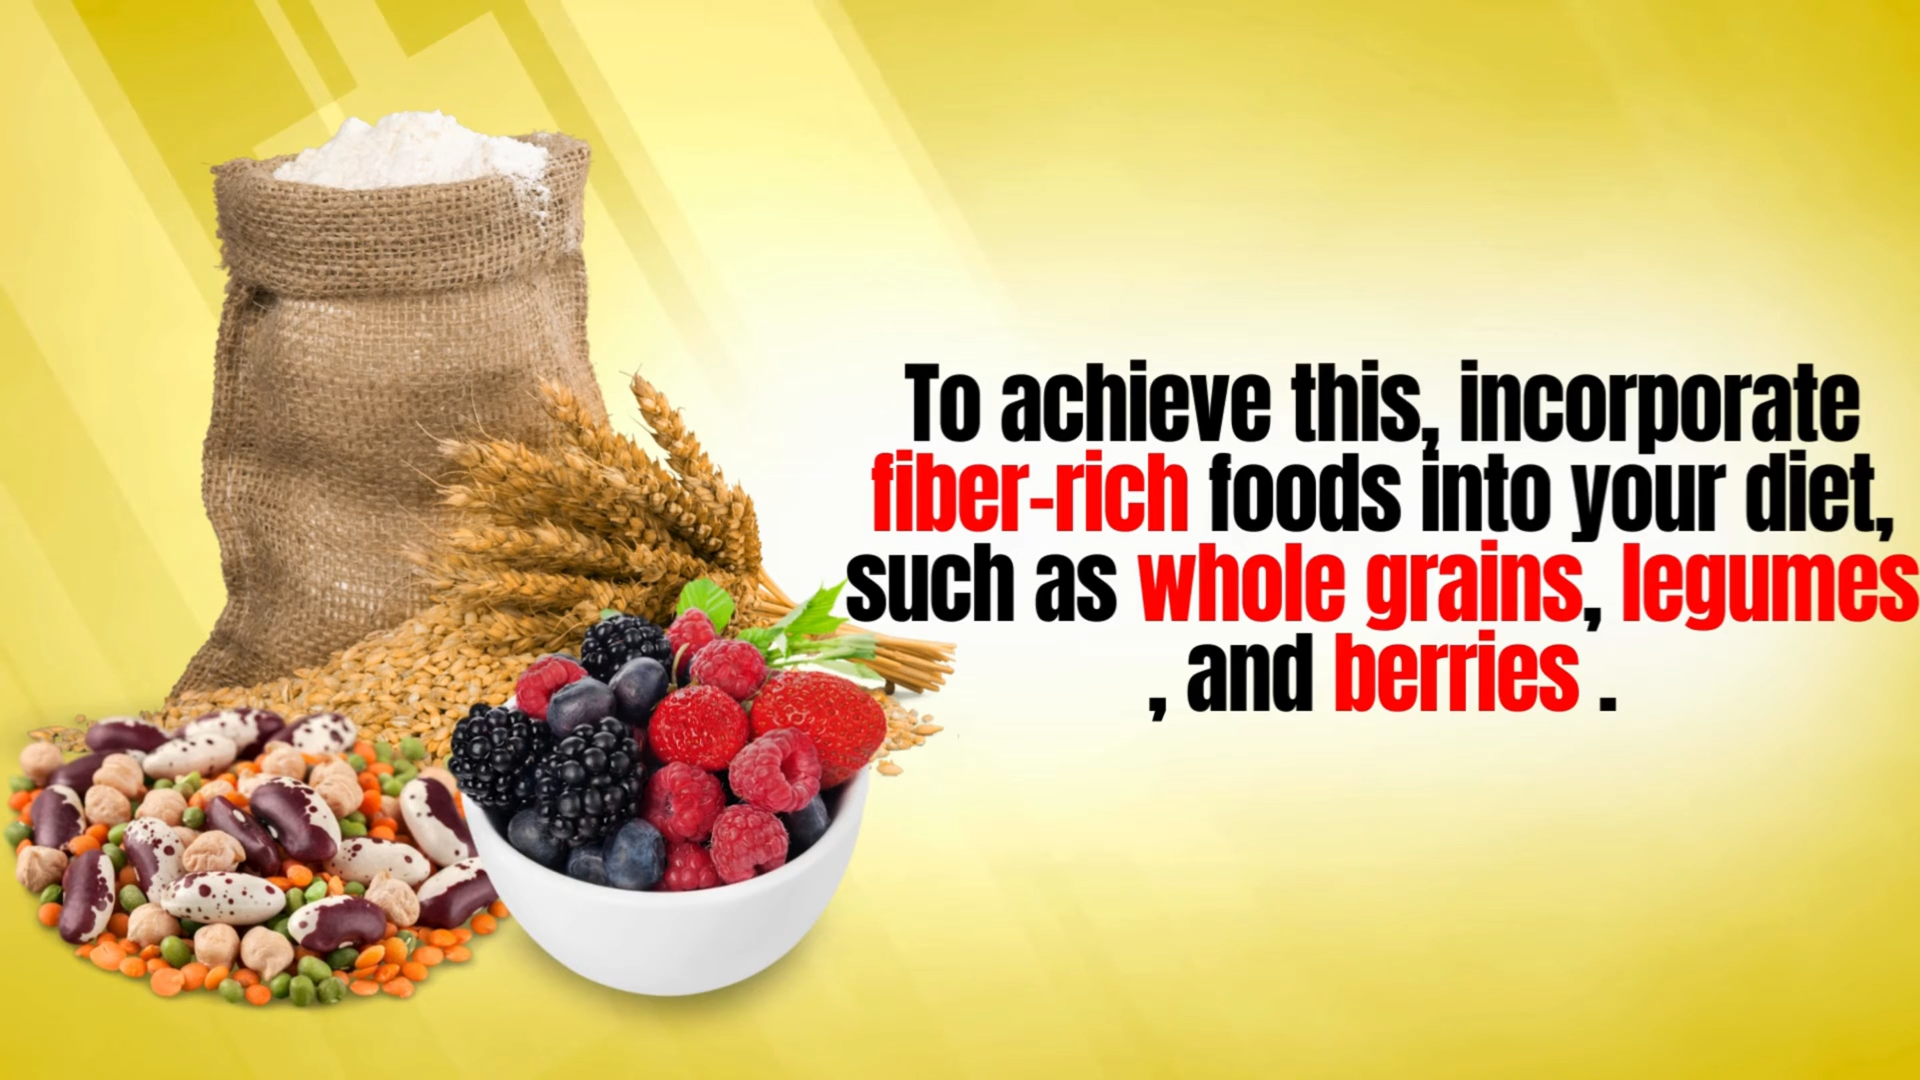 To achieve this, incorporate
fiber-rich foods into your diet,
such as whole grains, legumes
, and berries .